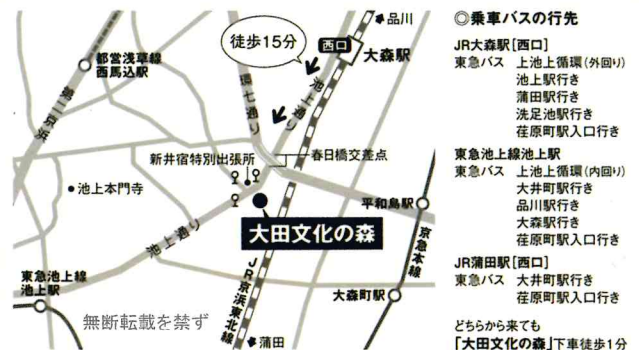 品川
西口
大森駅
徒歩15分
都営浅草線
西馬込駅
第二京浜
環七通り
池上通り
新井宿特別出張所
春日橋交差点
池上本門寺
平和島駅
大田文化の森
池上通り
京急本線
JR京浜東北線
東急池上線
池上駅
大森町駅
無断転載を禁ず
蒲田
◎乗車バスの行先
JR大森駅[西口]
東急バス 上池上循環(外回り)
池上駅行き
蒲田駅行き
洗足池行き
荏原町駅入口行き
東急池上線池上駅
東急バス 上池上循環(内回り)
大井町駅行き
品川駅行き
大森駅行き
荏原町駅入口行き
JR蒲田駅[西口]
東急バス 大井町駅行き
荏原町駅入口行き
どちらから来ても
「大田文化の森」下車徒歩1分